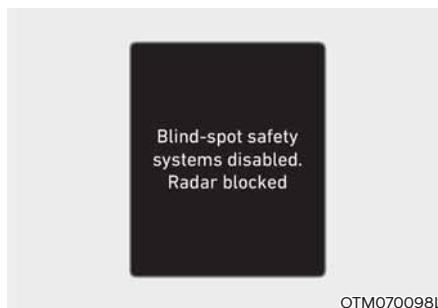 Blind-spot safety
systems disabled.
Radar blocked
OTM070098L